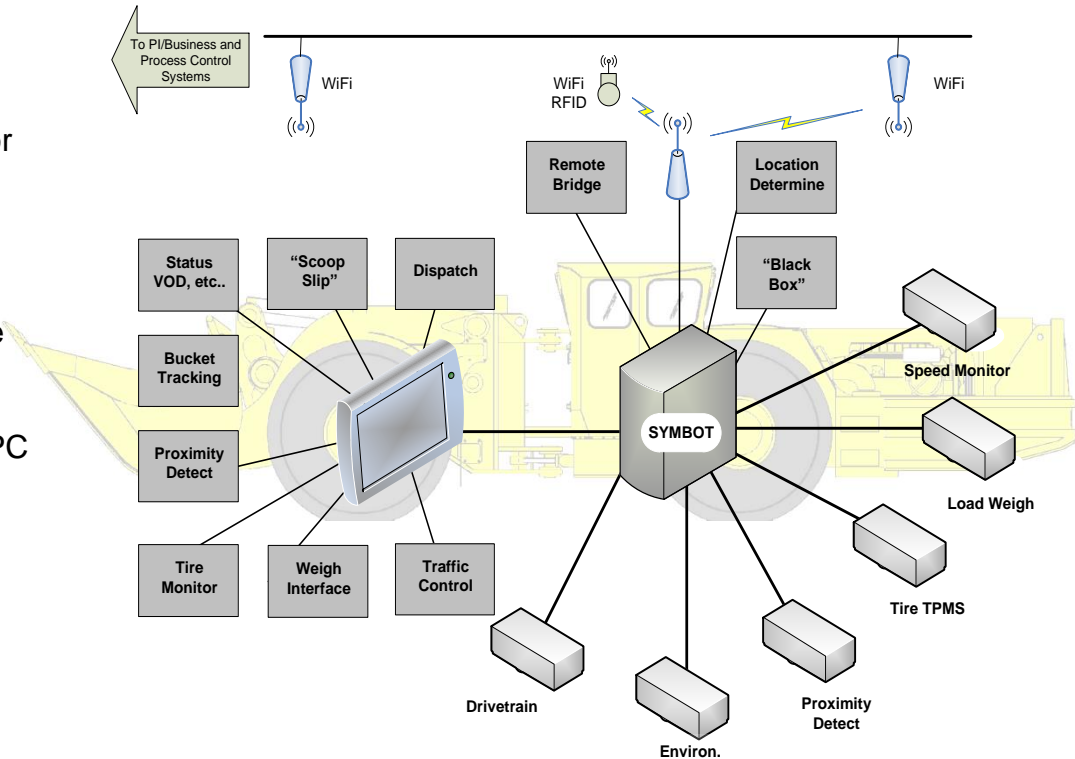 To PI/Business and
Process Control
Systems
WiFi
WiFi
RFID
WiFi
or
Remote
Bridge
Location
Determine
Status
VOD, etc..
“Scoop
Slip”
Dispatch
“Black
Box”
e
Bucket
Tracking
Speed Monitor
SYMBOT
PC
Proximity
Detect
Load Weigh
Tire
Monitor
Weigh
Interface
Traffic
Control
Tire TPMS
Drivetrain
Proximity
Detect
Environ.